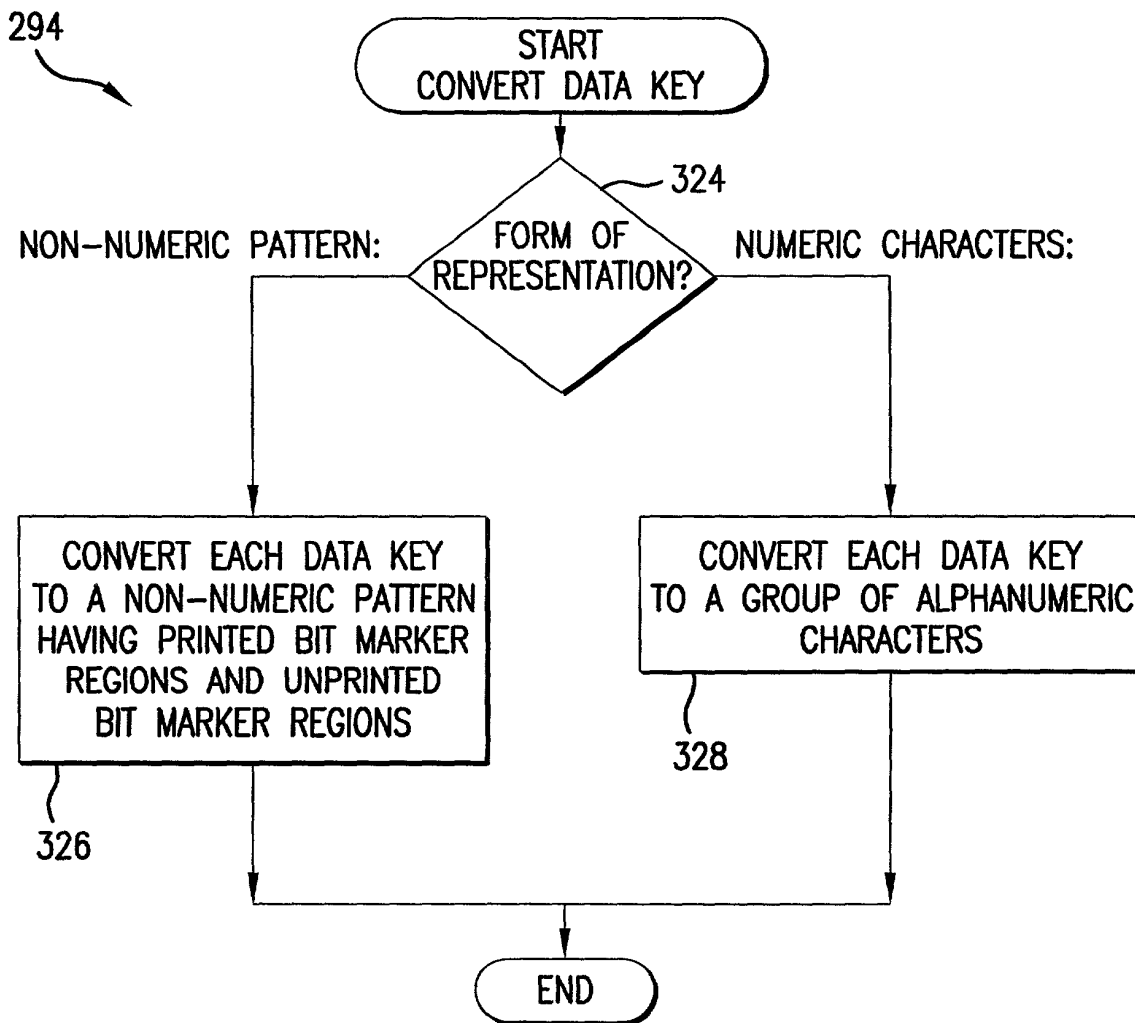 294
START
CONVERT DATA KEY
324
NON-NUMERIC PATTERN:
FORM OF
REPRESENTATION?
NUMERIC CHARACTERS:
CONVERT EACH DATA KEY
TO A NON-NUMERIC PATTERN
HAVING PRINTED BIT MARKER
REGIONS AND UNPRINTED
BIT MARKER REGIONS
326
CONVERT EACH DATA KEY
TO A GROUP OF ALPHANUMERIC
CHARACTERS
328
END